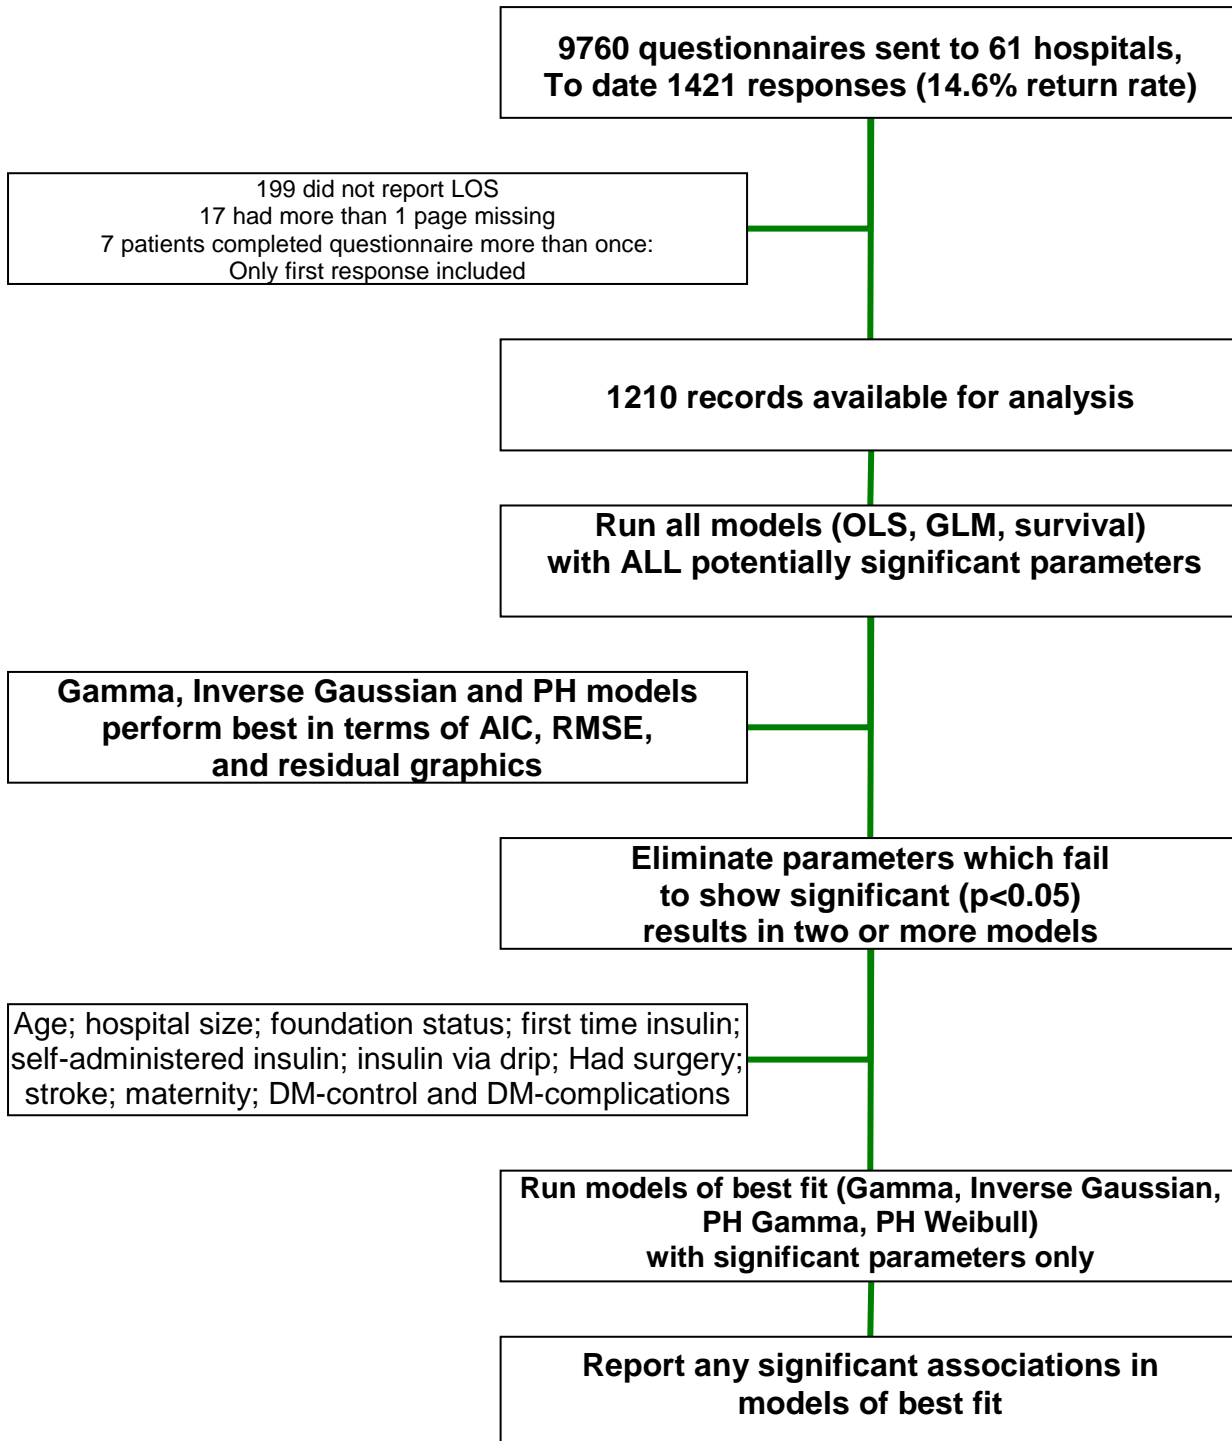 9760 questionnaires sent to 61 hospitals,
To date 1421 responses (14.6% return rate)
199 did not report LOS
17 had more than 1 page missing
7 patients completed questionnaire more than once:
Only first response included
1210 records available for analysis
Run all models (OLS, GLM, survival)
with ALL potentially significant parameters
Gamma, Inverse Gaussian and PH models
perform best in terms of AIC, RMSE,
and residual graphics
Eliminate parameters which fail
to show significant (p<0.05)
results in two or more models
Age; hospital size; foundation status; first time insulin;
self-administered insulin; insulin via drip; Had surgery;
stroke; maternity; DM-control and DM-complications
Run models of best fit (Gamma, Inverse Gaussian,
PH Gamma, PH Weibull)
with significant parameters only
Report any significant associations in
models of best fit